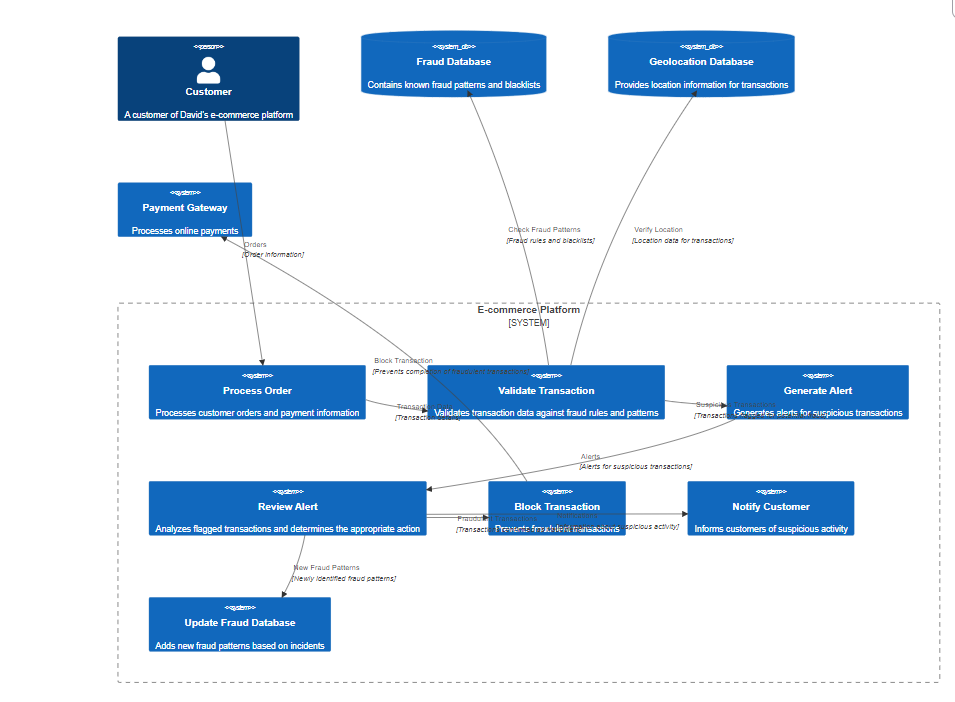 <<person>>
Customer
A customer of David's e-commerce platform
<<system_db>>
Fraud Database
Contains known fraud patterns and blacklists
<<system_db>>
Geolocation Database
Provides location information for transactions
<<system>>
Payment Gateway
Processes online payments
Orders
[Order information]
Check Fraud Patterns
[Fraud rules and blacklists]
Verify Location
[Location data for transactions]
E-commerce Platform
[SYSTEM]
Block Transaction
[Prevents completion of fraudulent transactions]
<<system>>
Process Order
Processes customer orders and payment information
Transaction
[Transaction details]
<<system>>
Validate Transaction
Validates transaction data against fraud rules and patterns
<<system>>
Generate Alert
Generates alerts for suspicious transactions
Alerts
[Alerts for suspicious transactions]
<<system>>
Review Alert
Analyzes flagged transactions and determines the appropriate action
<<system>>
Block Transaction
Prevents fraudulent transactions
suspicious activity]
<<system>>
Notify Customer
Informs customers of suspicious activity
New Fraud Patterns
[Newly identified fraud patterns]
<<system>>
Update Fraud Database
Adds new fraud patterns based on incidents